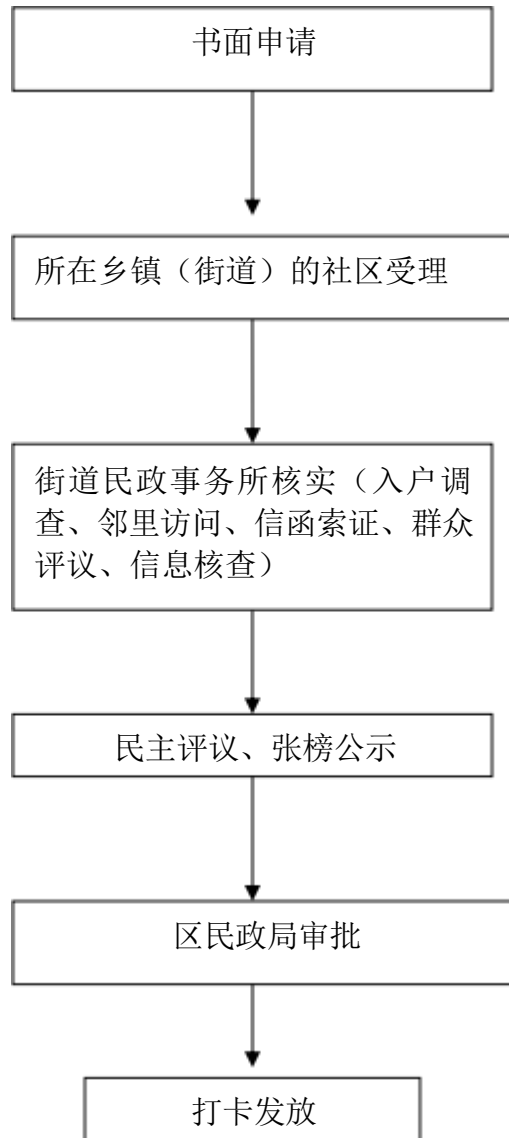 书面申请
所在乡镇（街道）的社区受理
街道民政事务所核实（入户调
查、邻里访问、信函索证、群众
评议、信息核查）
民主评议、张榜公示
区民政局审批
打卡发放